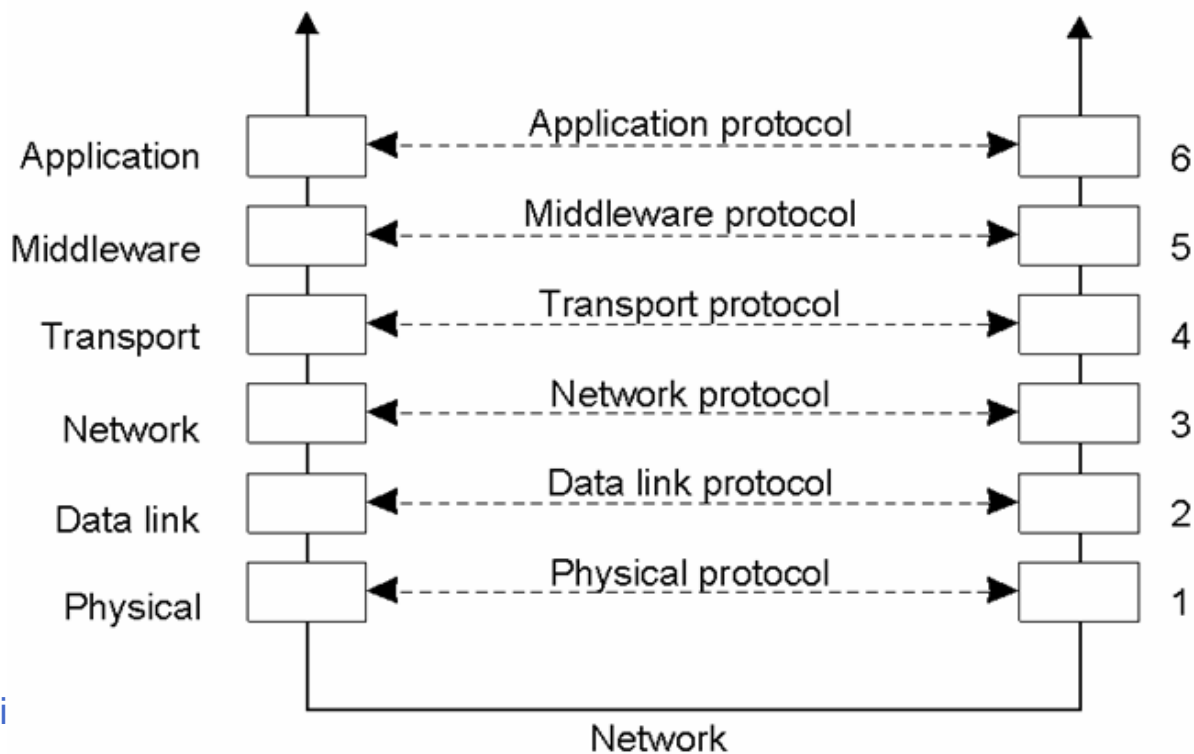 Application protocol
Application 6
Middleware protocol
Middleware 5
Transport protocol
Transport 4
Network protocol
Network 3
Data link protocol
Data link 2
Physical protocol
Physical 1
i
Network